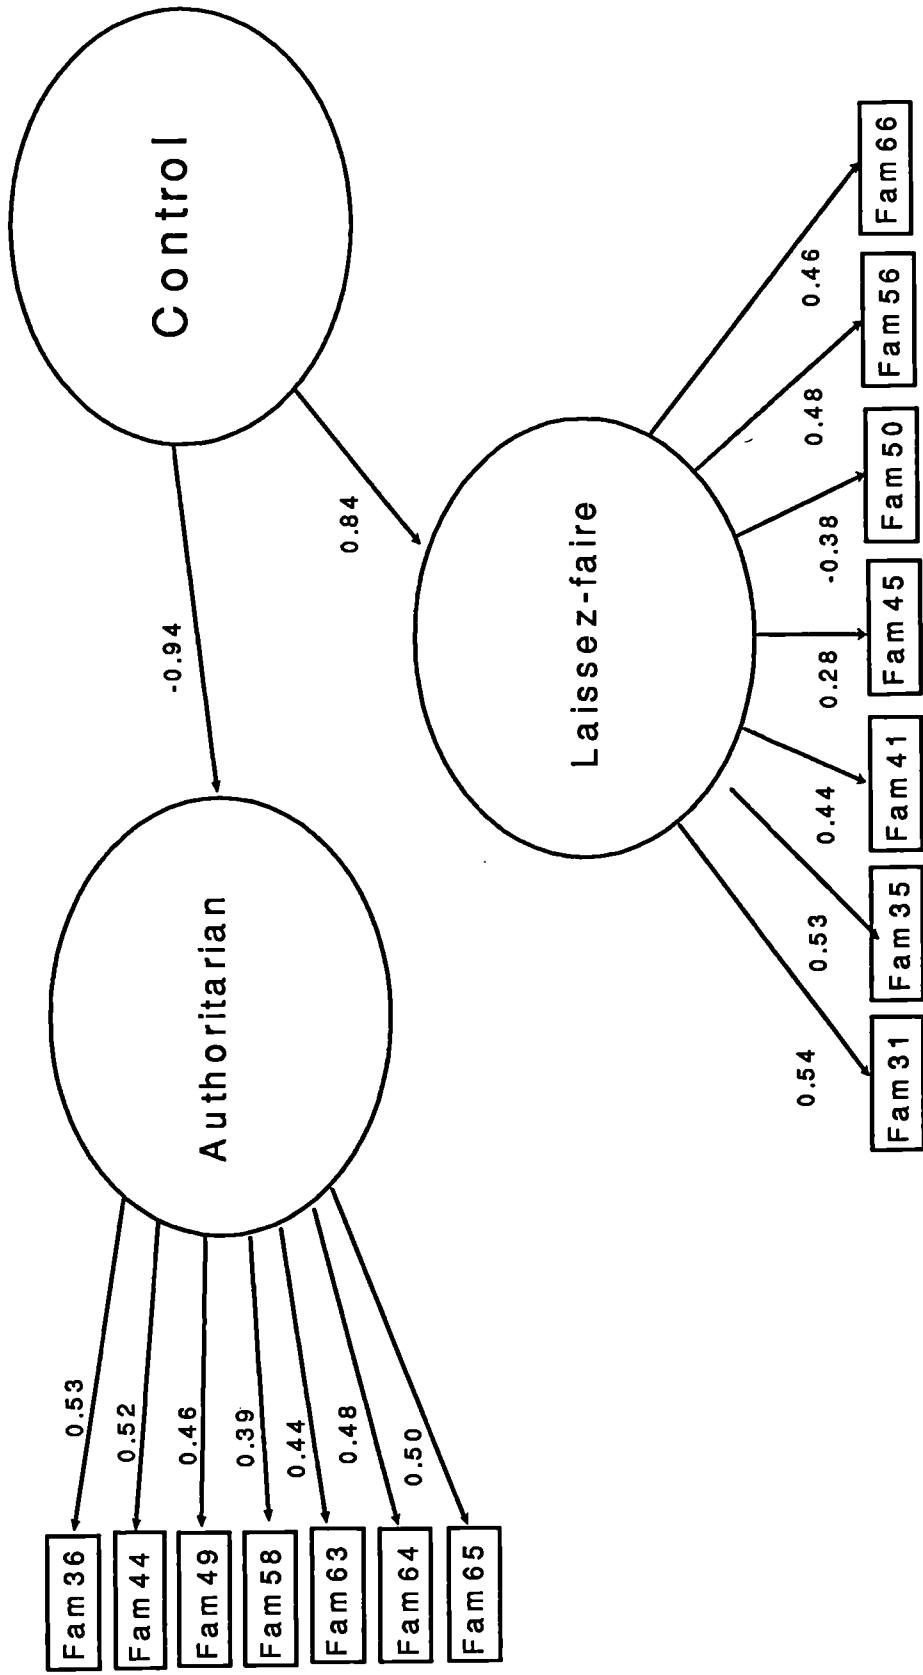 Control
-0.94
0.84
Authoritarian
Laissez-faire
0.53
0.52
0.46
0.39
0.44
0.48
0.50
Fam36
Fam44
Fam49
Fam58
Fam63
Fam64
Fam65
0.54
0.53
0.44
0.28
-0.38
0.48
0.46
Fam31
Fam35
Fam41
Fam45
Fam50
Fam56
Fam66